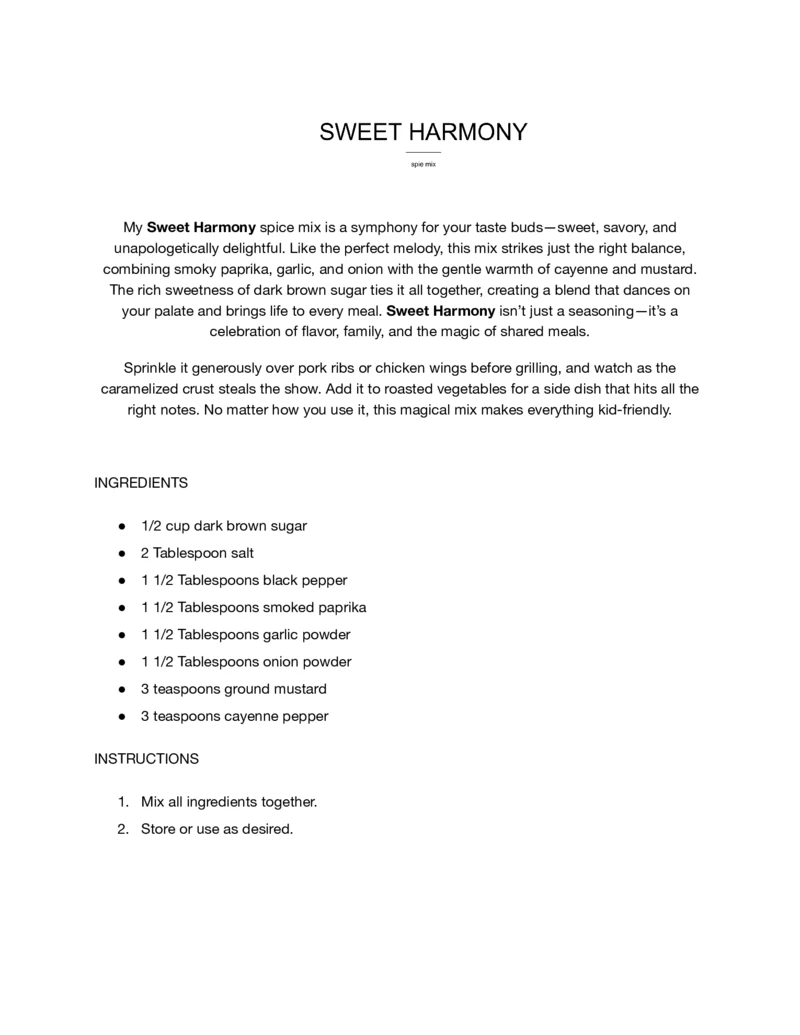 SWEET HARMONY
spie mix
My Sweet Harmony spice mix is a symphony for your taste buds—sweet, savory, and
unapologetically delightful. Like the perfect melody, this mix strikes just the right balance,
combining smoky paprika, garlic, and onion with the gentle warmth of cayenne and mustard.
The rich sweetness of dark brown sugar ties it all together, creating a blend that dances on
your palate and brings life to every meal. Sweet Harmony isn’t just a seasoning—it’s a
celebration of flavor, family, and the magic of shared meals.
Sprinkle it generously over pork ribs or chicken wings before grilling, and watch as the
caramelized crust steals the show. Add it to roasted vegetables for a side dish that hits all the
right notes. No matter how you use it, this magical mix makes everything kid-friendly.
INGREDIENTS
● 1/2 cup dark brown sugar
● 2 Tablespoon salt
● 1 1/2 Tablespoons black pepper
● 1 1/2 Tablespoons smoked paprika
● 1 1/2 Tablespoons garlic powder
● 1 1/2 Tablespoons onion powder
● 3 teaspoons ground mustard
● 3 teaspoons cayenne pepper
INSTRUCTIONS
1. Mix all ingredients together.
2. Store or use as desired.